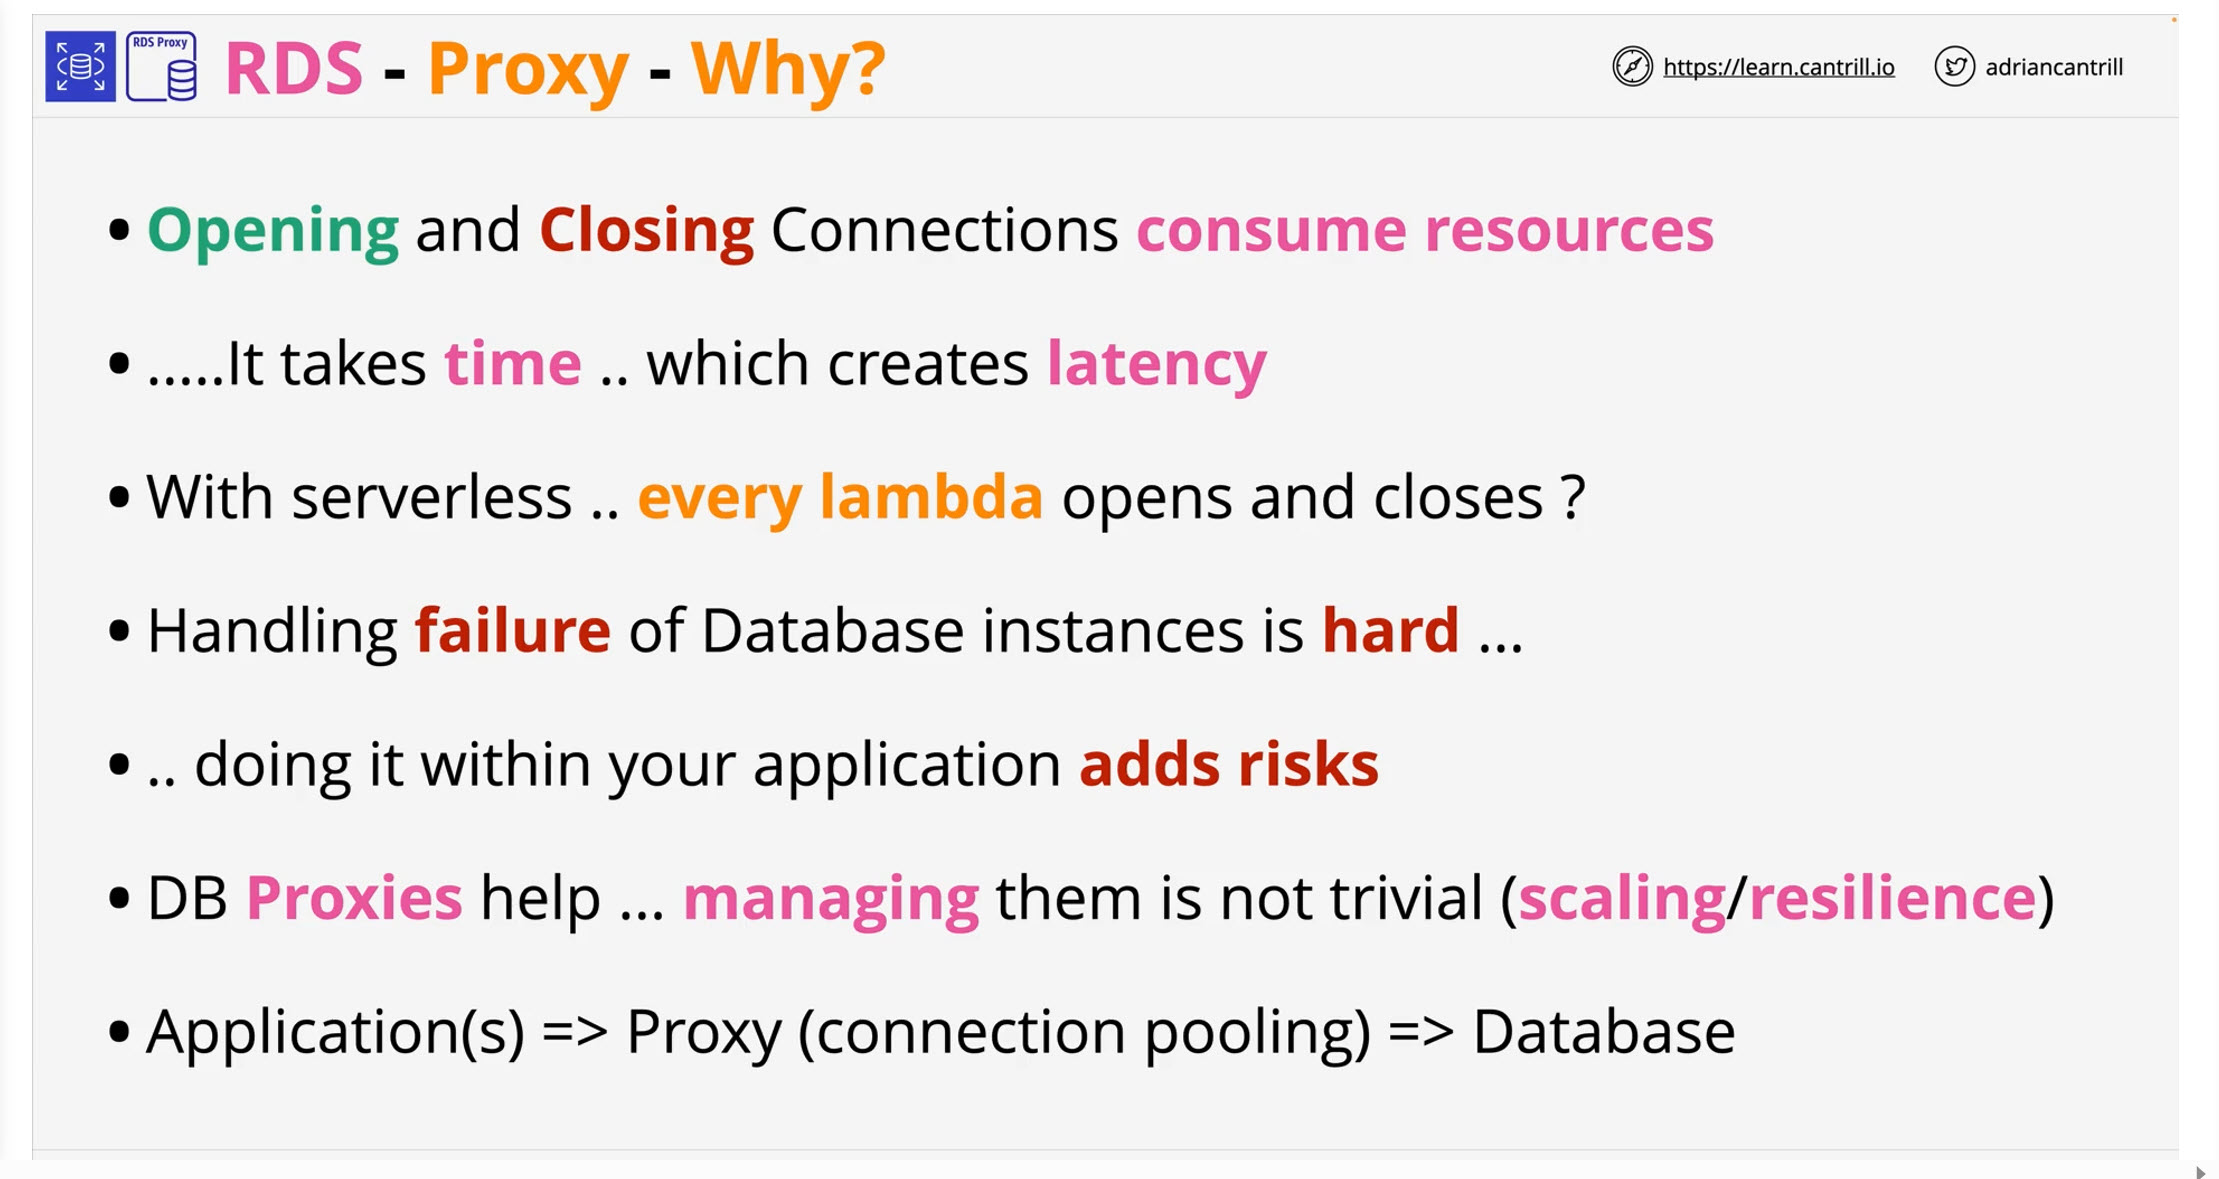 RDS Proxy
RDS - Proxy - Why?
https://learn.cantrill.io
adriancantrill
• Opening and Closing Connections consume resources
• .....It takes time .. which creates latency
• With serverless .. every lambda opens and closes ?
• Handling failure of Database instances is hard ...
• .. doing it within your application adds risks
• DB Proxies help ... managing them is not trivial (scaling/resilience)
• Application(s) => Proxy (connection pooling) => Database